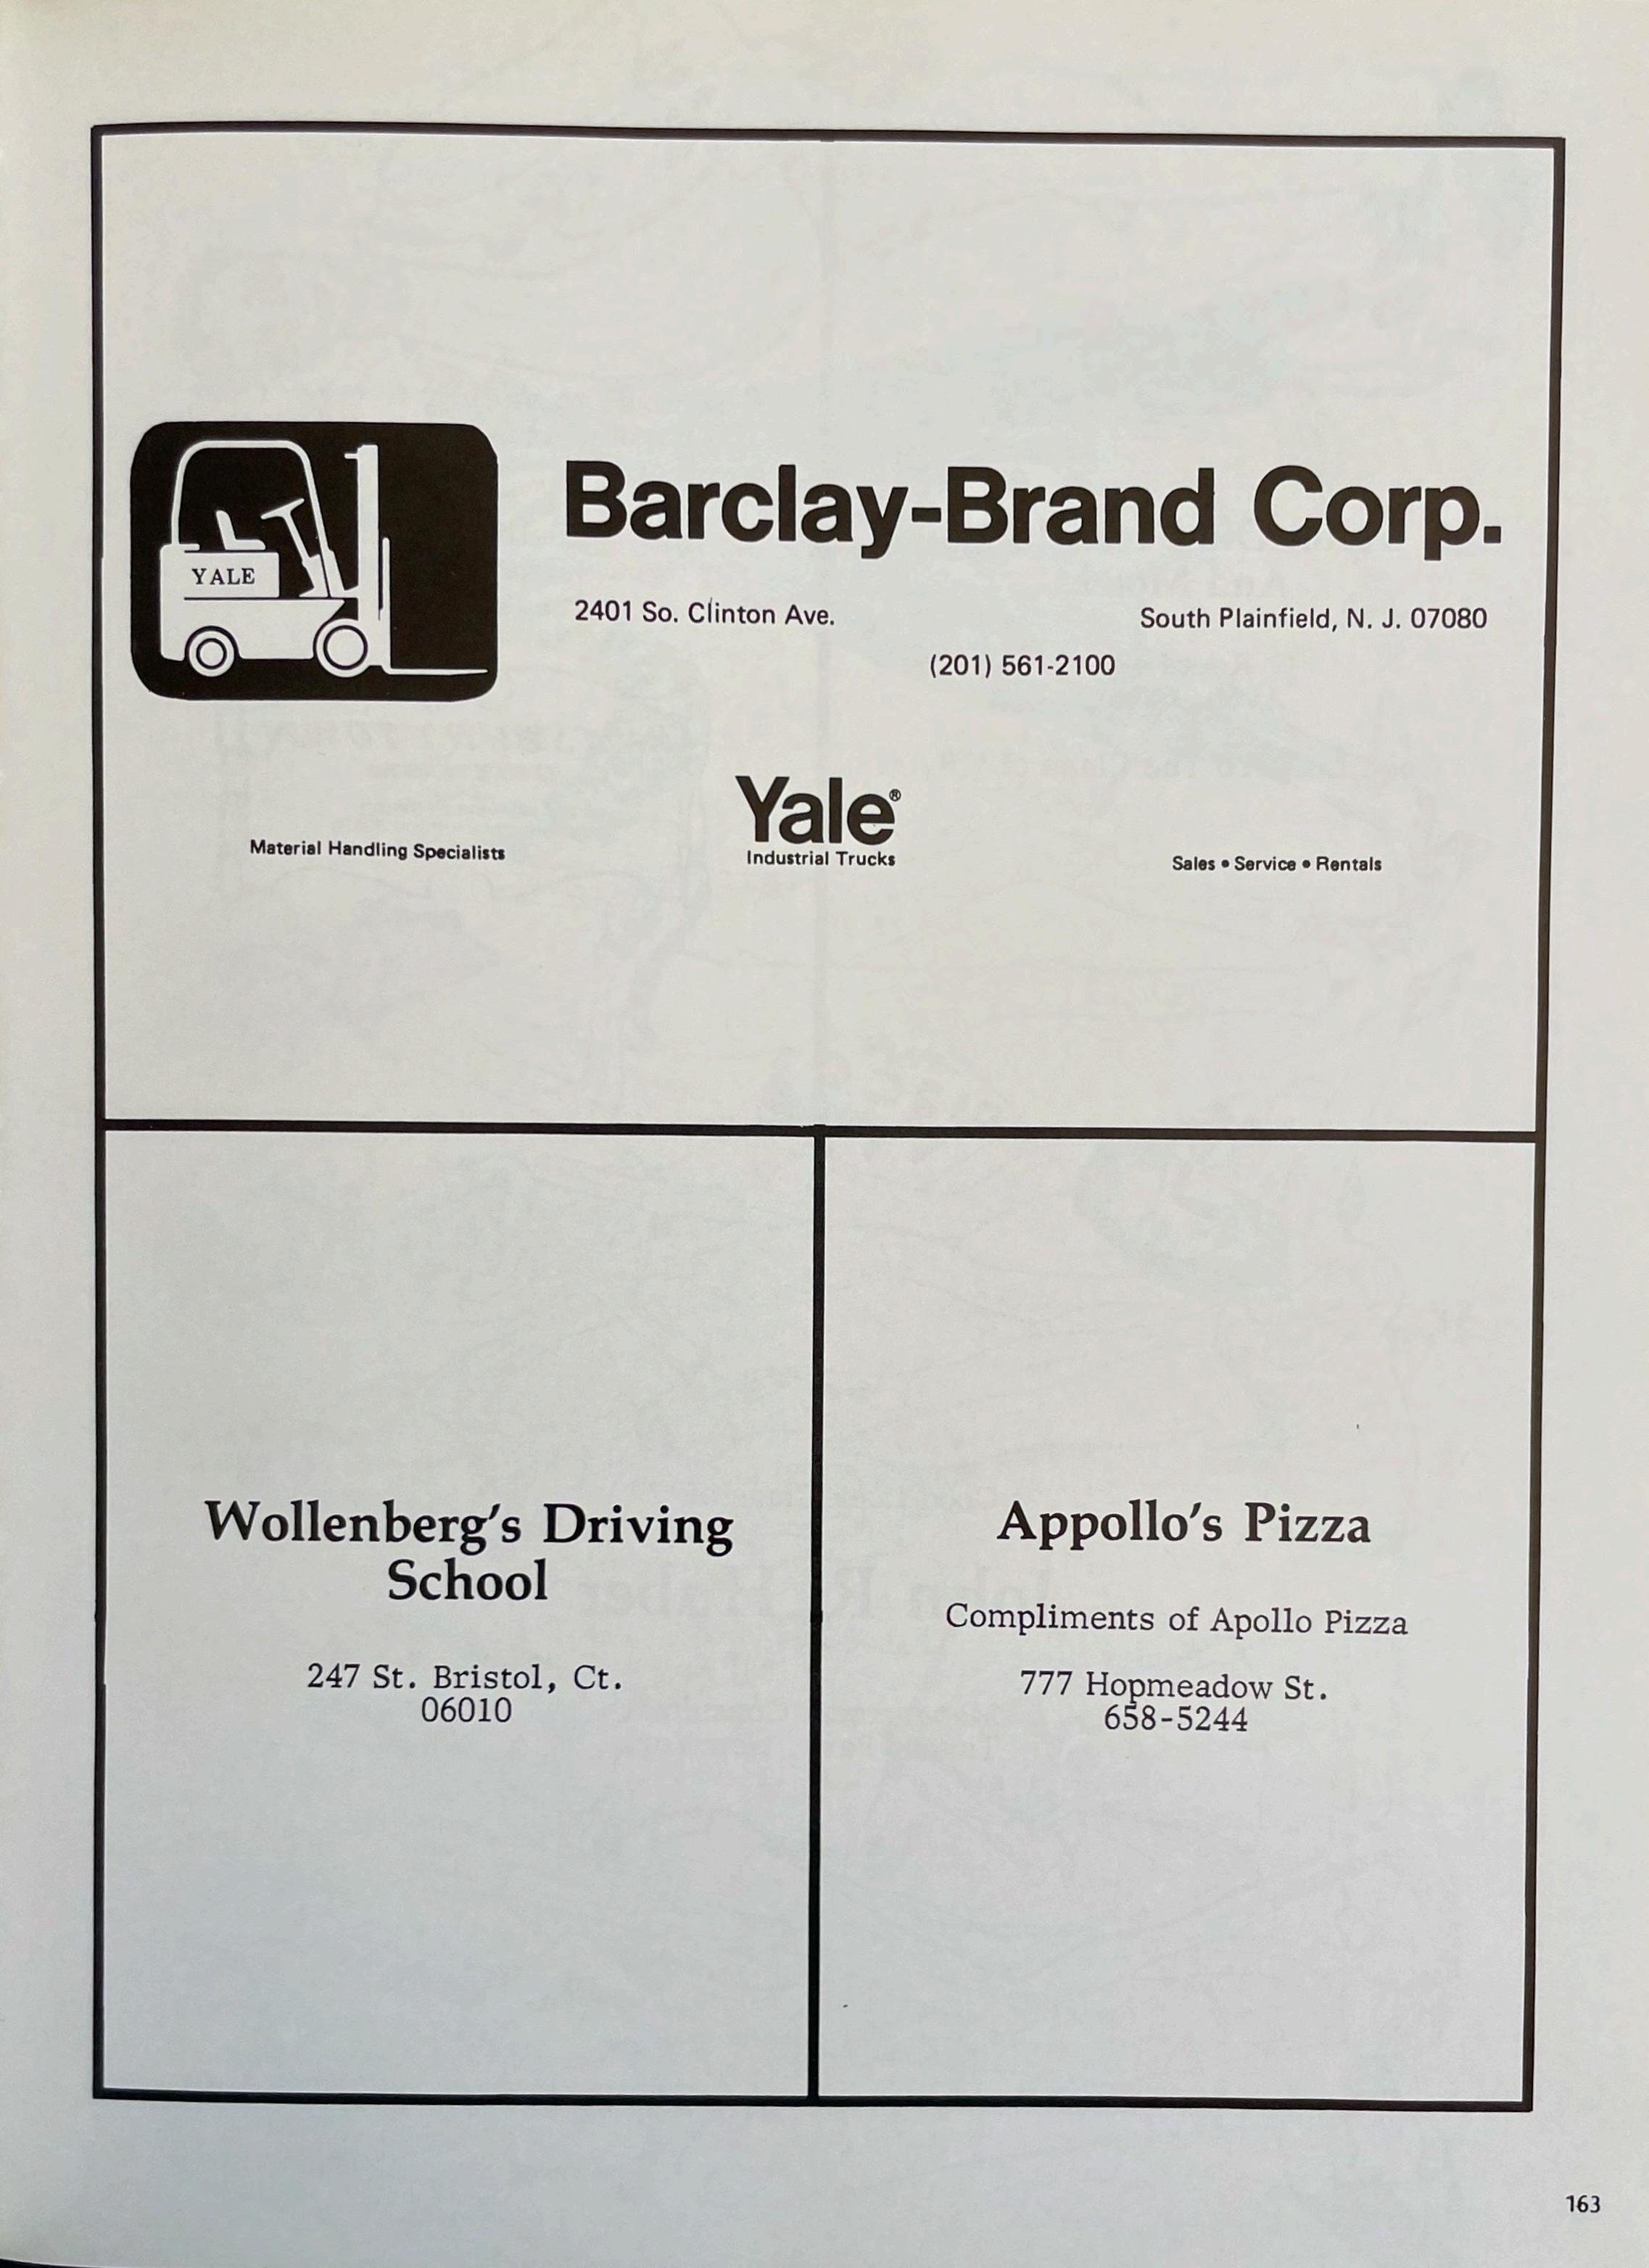 YALE
Barclay-Brand Corp.
2401 So. Clinton Ave.
South Plainfield, N. J. 07080
(201) 561-2100
Material Handling Specialists
Yale®
Industrial Trucks
Sales • Service • Rentals
Wollenberg's Driving
School
247 St. Bristol, Ct.
06010
Appollo's Pizza
Compliments of Apollo Pizza
777 Hopmeadow St.
658-5244
163